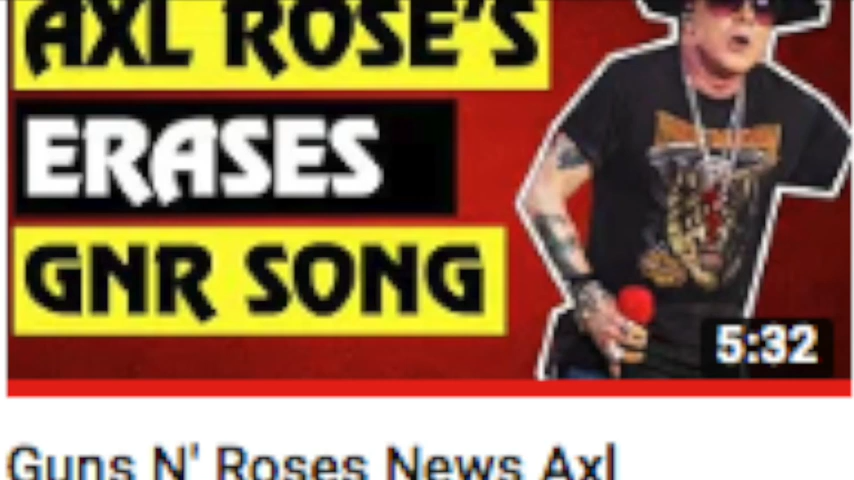 AXL ROSE'S
ERASES
GNR SONG
5:32
Guns N' Roses News Axl